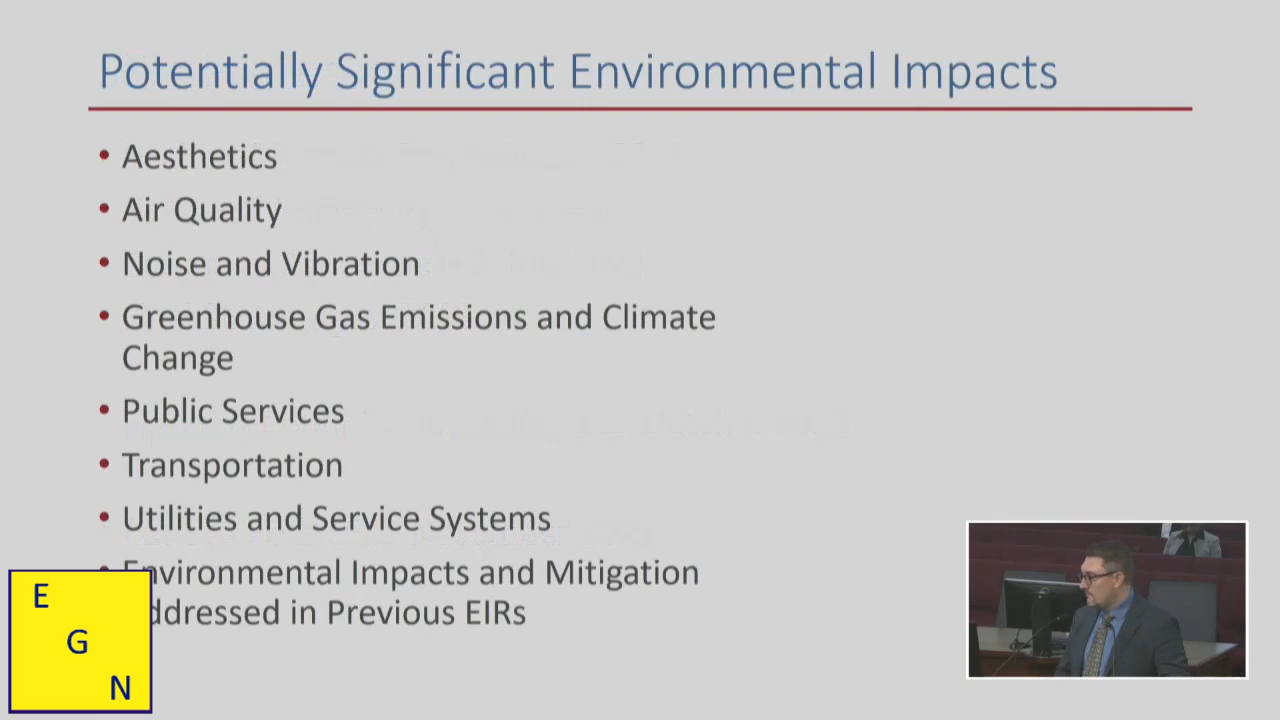 Potentially Significant Environmental Impacts
• Aesthetics
• Air Quality
• Noise and Vibration
• Greenhouse Gas Emissions and Climate
Change
• Public Services
• Transportation
• Utilities and Service Systems
• Environmental Impacts and Mitigation
ddressed in Previous EIRs
E
G
N